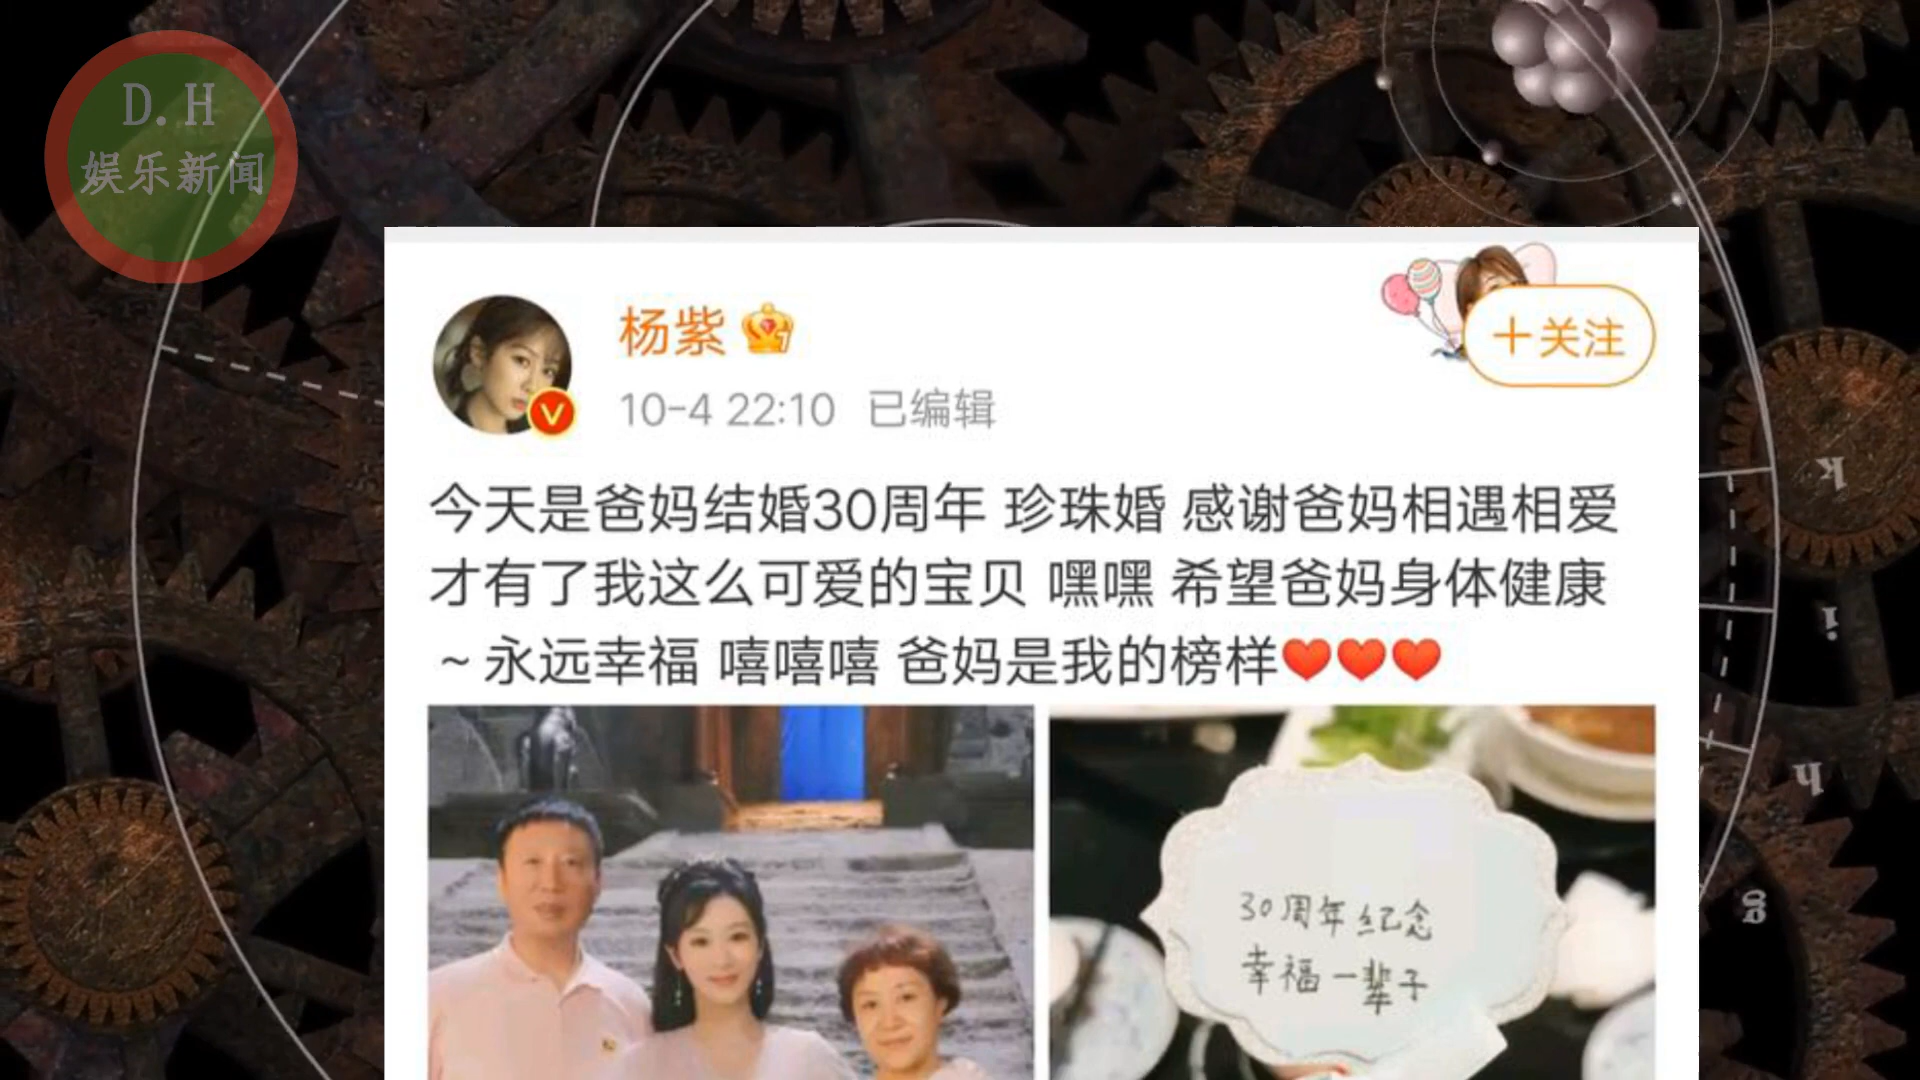 D.H
娱乐新闻
杨紫
+关注
10-4 22:10 已编辑
今天是爸妈结婚30周年 珍珠婚 感谢爸妈相遇相爱
才有了我这么可爱的宝贝 嘿嘿 希望爸妈身体健康
~永远幸福 嘻嘻嘻 爸妈是我的榜样❤❤❤
30周年纪念
幸福一辈子
k
i
h
g